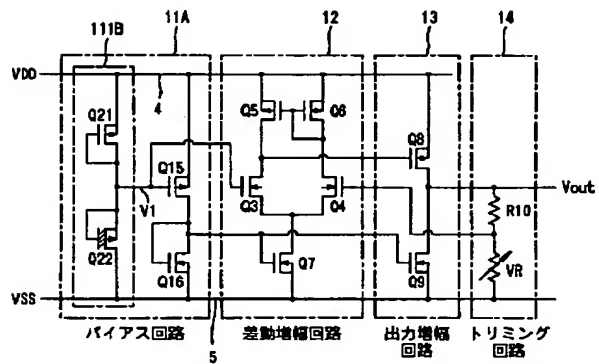 111B 11A 12 13 14
VDD
4
Q21 Q5 Q6 Q8
Q15
V1 Q3 Q4 Vout
R10
Q22 Q16 Q7 Q9 VR
VSS
5
バイアス回路 差動増幅回路 出力増幅回路 トリミング回路